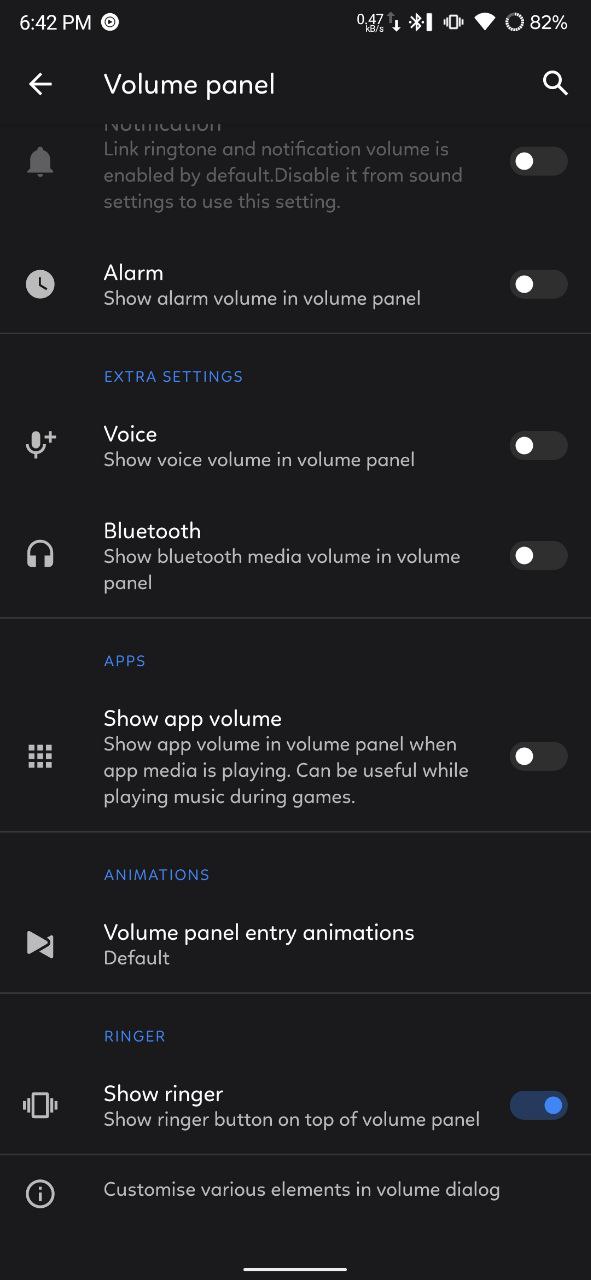 6:42 PM
0.47
kB/s
82%
Volume panel
Notification
Link ringtone and notification volume is
enabled by default.Disable it from sound
settings to use this setting.
Alarm
Show alarm volume in volume panel
EXTRA SETTINGS
Voice
Show voice volume in volume panel
Bluetooth
Show bluetooth media volume in volume
panel
APPS
Show app volume
Show app volume in volume panel when
app media is playing. Can be useful while
playing music during games.
ANIMATIONS
Volume panel entry animations
Default
RINGER
Show ringer
Show ringer button on top of volume panel
Customise various elements in volume dialog